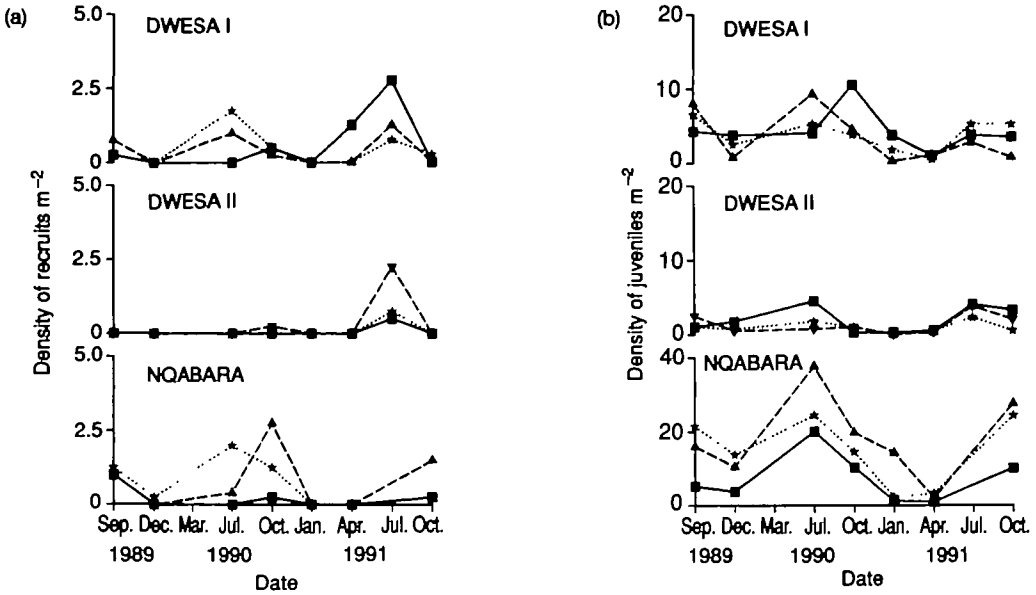 (a)
Density of recruits m⁻²
5.0
2.5
0
DWESA I
5.0
2.5
0
DWESA II
5.0
2.5
0
NQABARA
Sep. Dec. Mar. Jul. Oct. Jan. Apr. Jul. Oct.
1989 1990 1991
Date
(b)
Density of juveniles m⁻²
20
10
0
DWESA I
20
10
0
DWESA II
40
20
0
NQABARA
Sep. Dec. Mar. Jul. Oct. Jan. Apr. Jul. Oct.
1989 1990 1991
Date